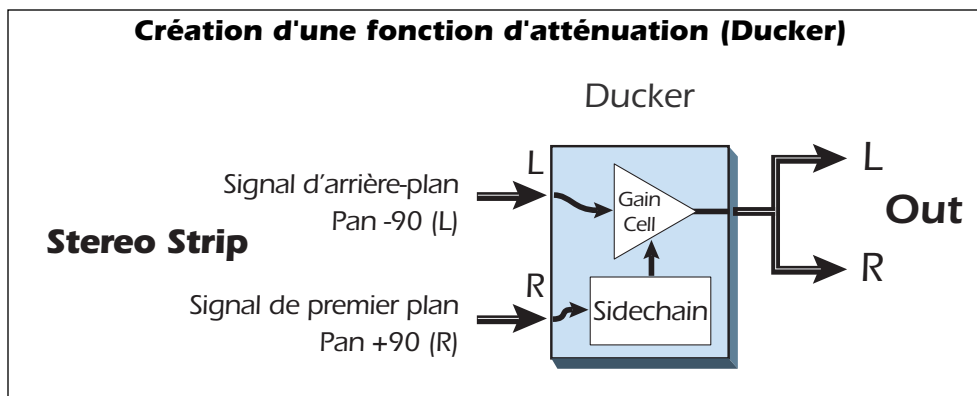 Création d'une fonction d'atténuation (Ducker)
Ducker
L
Signal d'arrière-plan
Pan -90 (L)
Gain
Cell
L
Out
Stereo Strip
R
Signal de premier plan
Pan +90 (R)
Sidechain
R